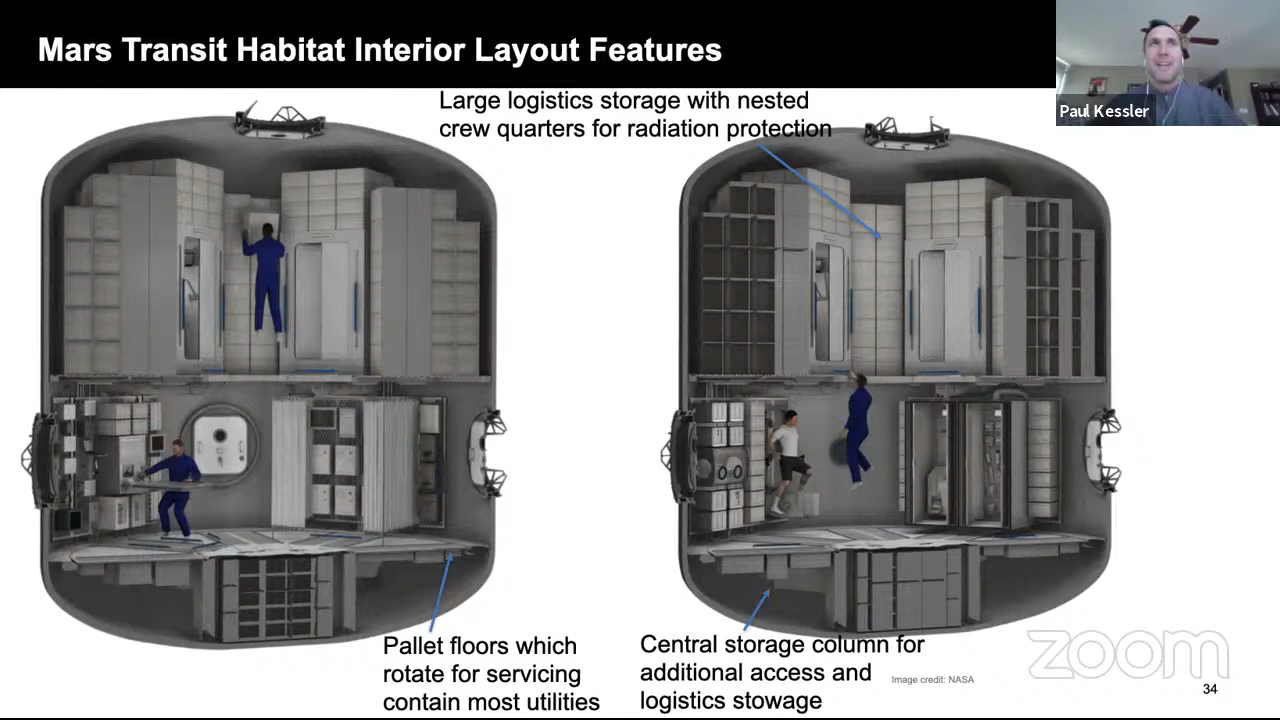 Mars Transit Habitat Interior Layout Features
Paul Kessler
Large logistics storage with nested
crew quarters for radiation protection
Pallet floors which
rotate for servicing
contain most utilities
Central storage column for
additional access and
logistics stowage
Image credit: NASA
zoom
34